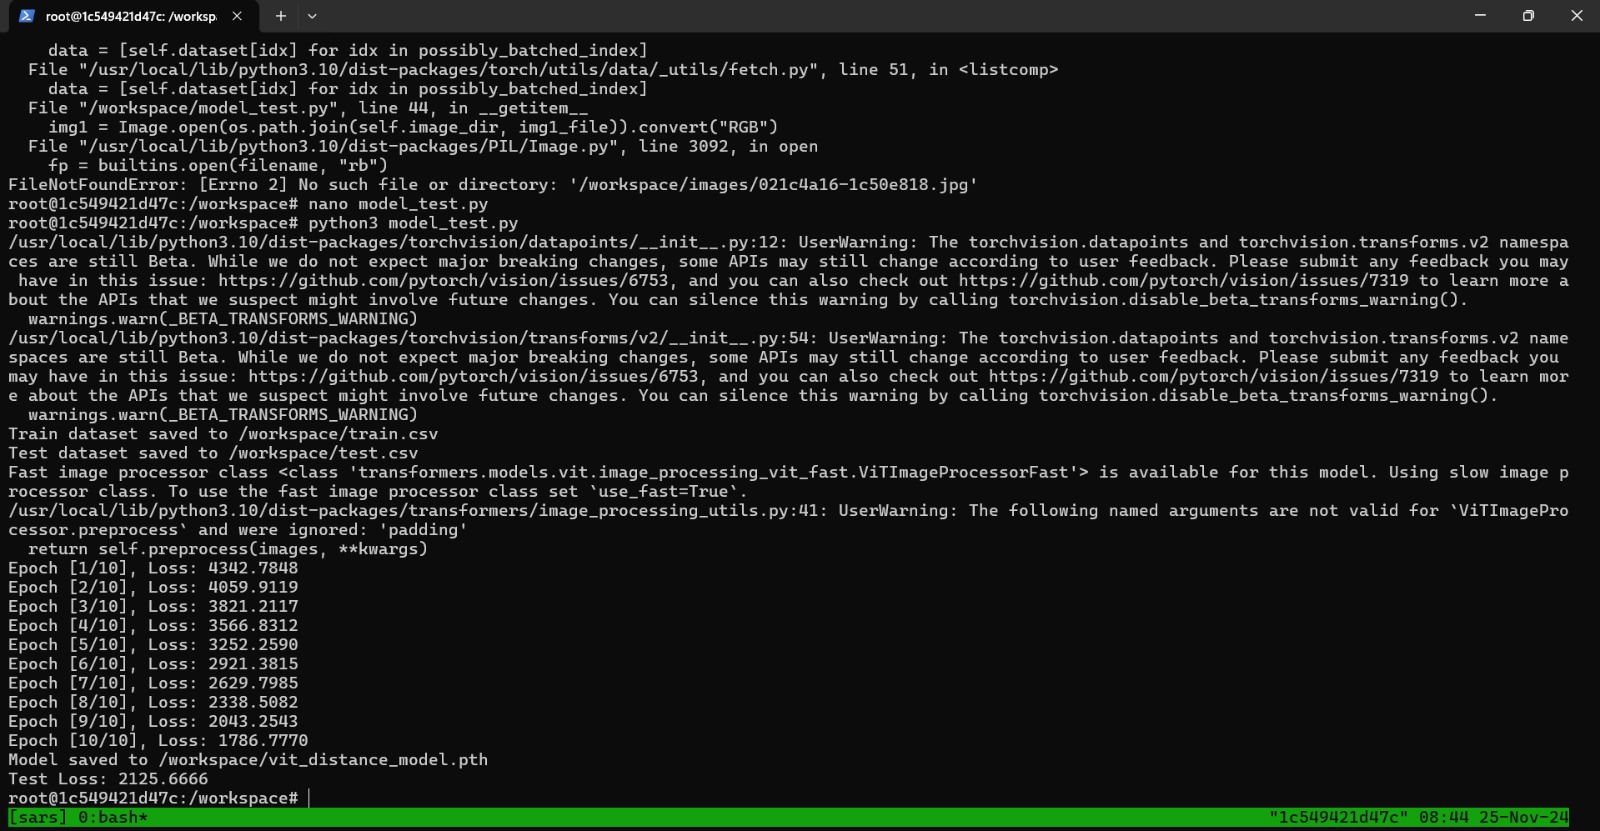 root@1c549421d47c: /worksp
data = [self.dataset[idx] for idx in possibly_batched_index]
File "/usr/local/lib/python3.10/dist-packages/torch/utils/data/_utils/fetch.py", line 51, in <listcomp>
data = [self.dataset[idx] for idx in possibly_batched_index]
File "/workspace/model_test.py", line 44, in __getitem__
img1 = Image.open(os.path.join(self.image_dir, img1_file)).convert("RGB")
File "/usr/local/lib/python3.10/dist-packages/PIL/Image.py", line 3092, in open
fp = builtins.open(filename, "rb")
FileNotFoundError: [Errno 2] No such file or directory: '/workspace/images/021c4a16-1c50e818.jpg'
root@1c549421d47c:/workspace# nano model_test.py
root@1c549421d47c:/workspace# python3 model_test.py
/usr/local/lib/python3.10/dist-packages/torchvision/datapoints/__init__.py:12: UserWarning: The torchvision.datapoints and torchvision.transforms.v2 namespa
ces are still Beta. While we do not expect major breaking changes, some APIs may still change according to user feedback. Please submit any feedback you may
have in this issue: https://github.com/pytorch/vision/issues/6753, and you can also check out https://github.com/pytorch/vision/issues/7319 to learn more a
bout the APIs that we suspect might involve future changes. You can silence this warning by calling torchvision.disable_beta_transforms_warning().
warnings.warn(_BETA_TRANSFORMS_WARNING)
/usr/local/lib/python3.10/dist-packages/torchvision/transforms/v2/__init__.py:54: UserWarning: The torchvision.datapoints and torchvision.transforms.v2 name
spaces are still Beta. While we do not expect major breaking changes, some APIs may still change according to user feedback. Please submit any feedback you
may have in this issue: https://github.com/pytorch/vision/issues/6753, and you can also check out https://github.com/pytorch/vision/issues/7319 to learn mor
e about the APIs that we suspect might involve future changes. You can silence this warning by calling torchvision.disable_beta_transforms_warning().
warnings.warn(_BETA_TRANSFORMS_WARNING)
Train dataset saved to /workspace/train.csv
Test dataset saved to /workspace/test.csv
Fast image processor class <class 'transformers.models.vit.image_processing_vit_fast.ViTImageProcessorFast'> is available for this model. Using slow image p
rocessor class. To use the fast image processor class set `use_fast=True`.
/usr/local/lib/python3.10/dist-packages/transformers/image_processing_utils.py:41: UserWarning: The following named arguments are not valid for `ViTImagePro
cessor.preprocess` and were ignored: 'padding'
return self.preprocess(images, **kwargs)
Epoch [1/10], Loss: 4342.7848
Epoch [2/10], Loss: 4059.9119
Epoch [3/10], Loss: 3821.2117
Epoch [4/10], Loss: 3566.8312
Epoch [5/10], Loss: 3252.2590
Epoch [6/10], Loss: 2921.3815
Epoch [7/10], Loss: 2629.7985
Epoch [8/10], Loss: 2338.5082
Epoch [9/10], Loss: 2043.2543
Epoch [10/10], Loss: 1786.7770
Model saved to /workspace/vit_distance_model.pth
Test Loss: 2125.6666
root@1c549421d47c:/workspace#
[sars] 0:bash* "1c549421d47c" 08:44 25-Nov-24